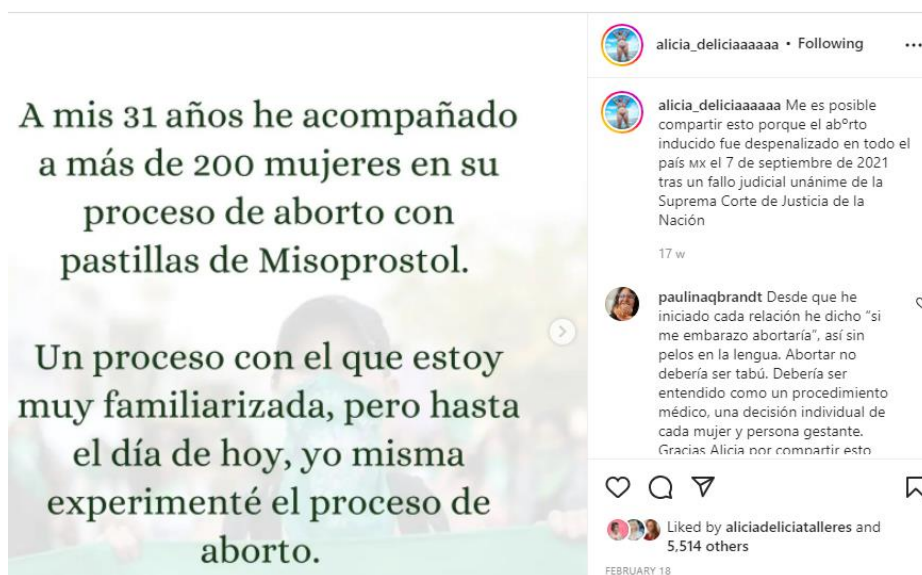 A mis 31 años he acompañado
a más de 200 mujeres en su
proceso de aborto con
pastillas de Misoprostol.
Un proceso con el que estoy
muy familiarizada, pero hasta
el día de hoy, yo misma
experimenté el proceso de
aborto.
alicia_deliciaaaaaa • Following
alicia_deliciaaaaaa Me es posible
compartir esto porque el abºrto
inducido fue despenalizado en todo el
país MX el 7 de septiembre de 2021
tras un fallo judicial unánime de la
Suprema Corte de Justicia de la
Nación
17 w
paulinaqbrandt Desde que he
iniciado cada relación he dicho “si
me embarazo abortaría”, así sin
pelos en la lengua. Abortar no
debería ser tabú. Debería ser
entendido como un procedimiento
médico, una decisión individual de
cada mujer y persona gestante.
Gracias Alicia por compartir esto
Liked by aliciadeliciatalleres and
5,514 others
FEBRUARY 18